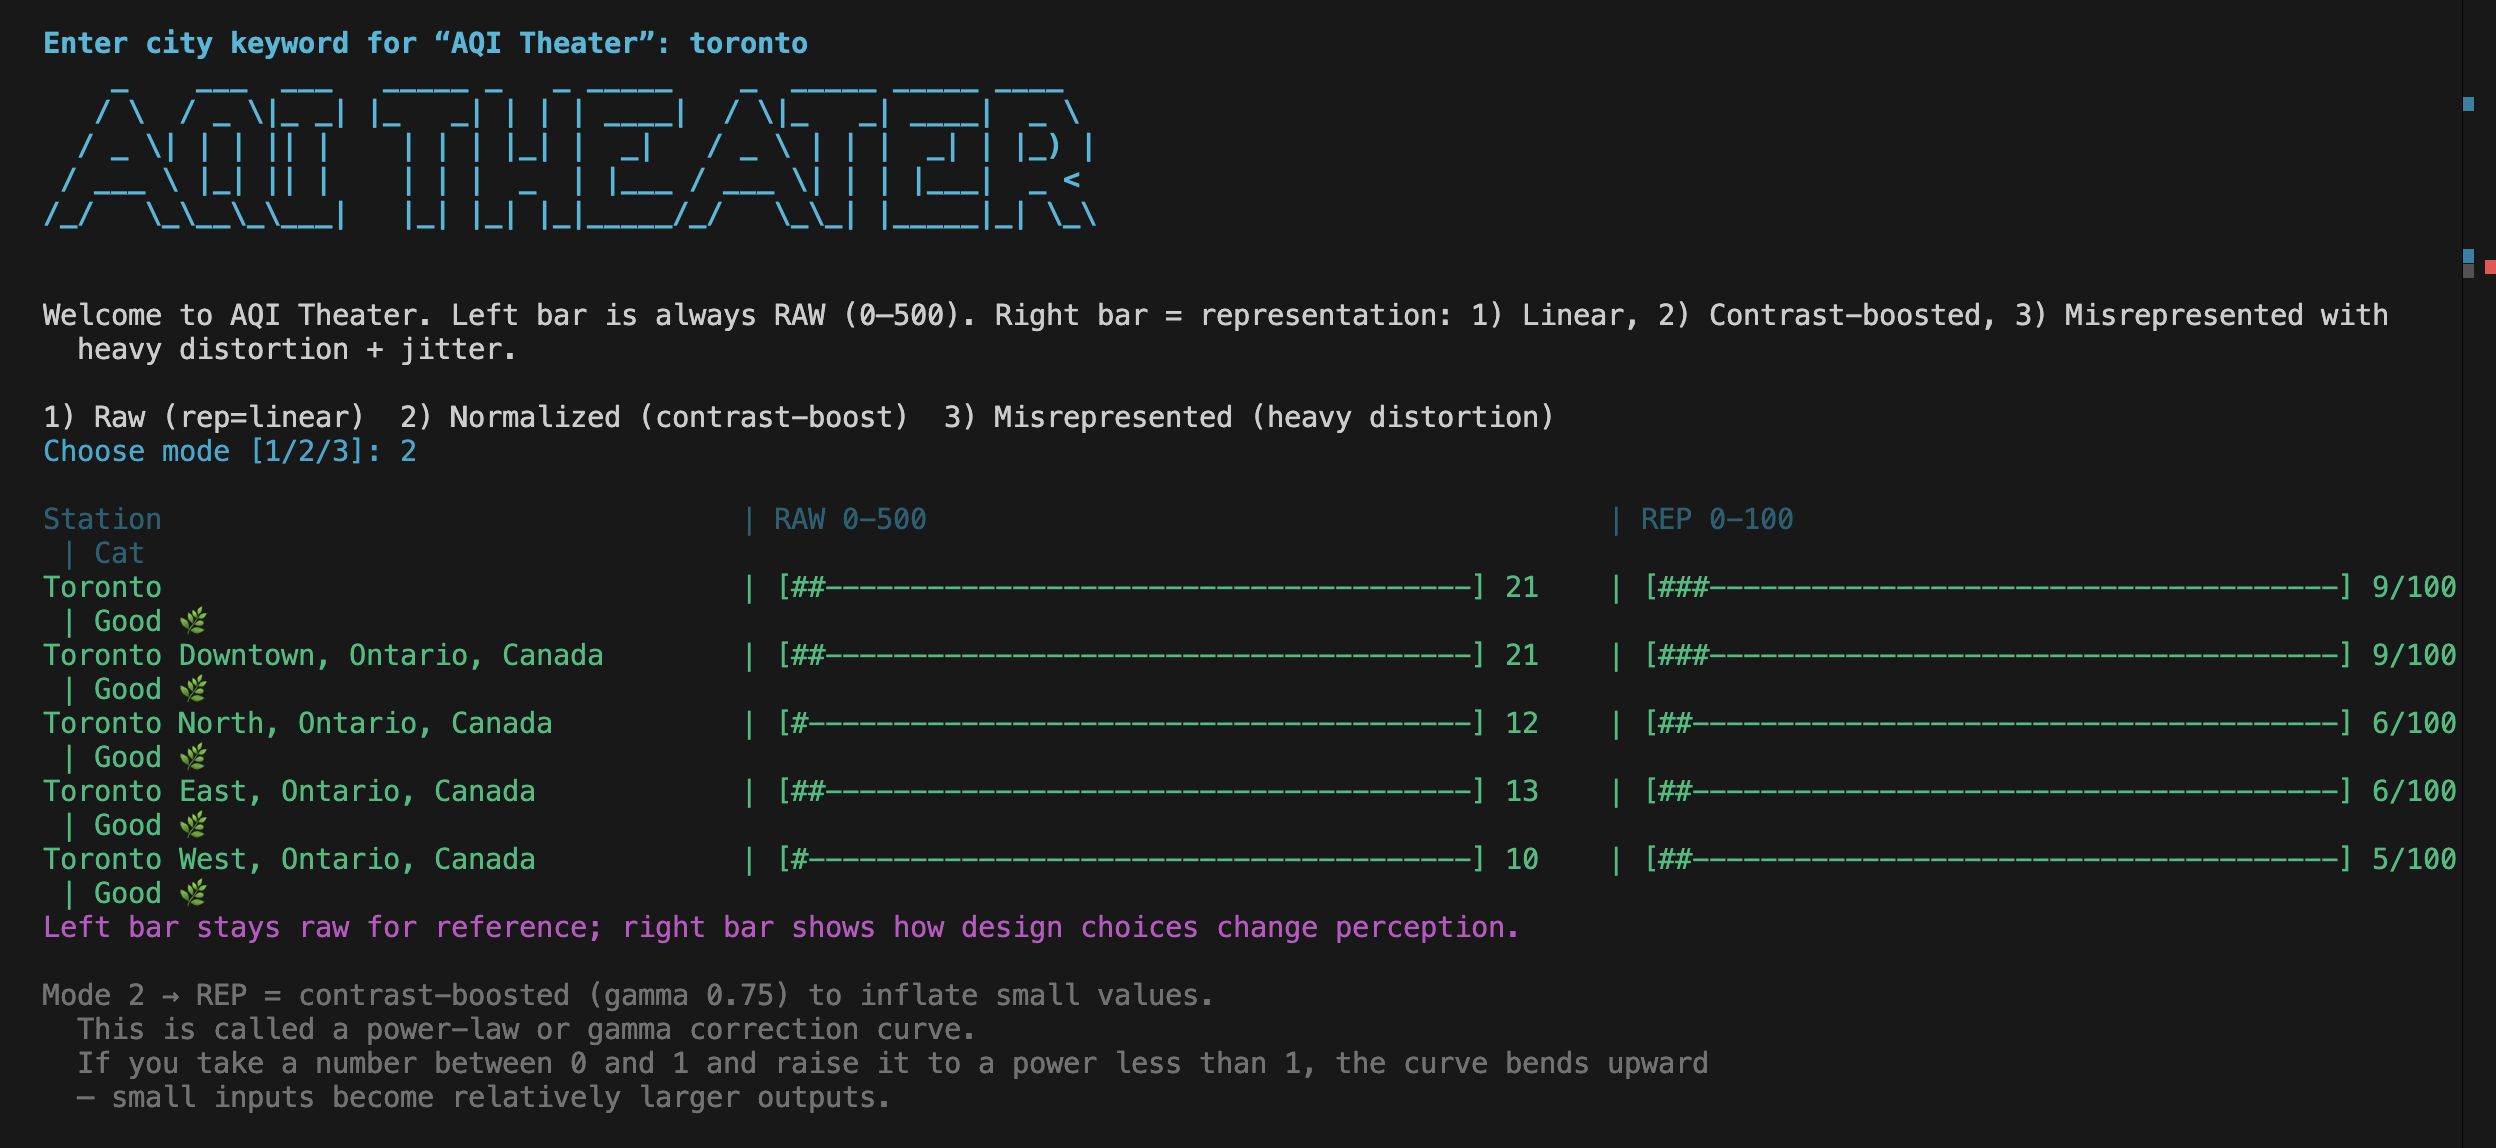 Enter city keyword for “AQI Theater”: toronto
AQI THEATER
Welcome to AQI Theater. Left bar is always RAW (0–500). Right bar = representation: 1) Linear, 2) Contrast-boosted, 3) Misrepresented with
heavy distortion + jitter.
1) Raw (rep=linear)  2) Normalized (contrast-boost)  3) Misrepresented (heavy distortion)
Choose mode [1/2/3]: 2
Station | RAW 0-500 | REP 0-100
| Cat
Toronto | [##--------------------------------------] 21 | [###-------------------------------------] 9/100
| Good 🌿
Toronto Downtown, Ontario, Canada | [##--------------------------------------] 21 | [###-------------------------------------] 9/100
| Good 🌿
Toronto North, Ontario, Canada | [#---------------------------------------] 12 | [##--------------------------------------] 6/100
| Good 🌿
Toronto East, Ontario, Canada | [##--------------------------------------] 13 | [##--------------------------------------] 6/100
| Good 🌿
Toronto West, Ontario, Canada | [#---------------------------------------] 10 | [##--------------------------------------] 5/100
| Good 🌿
Left bar stays raw for reference; right bar shows how design choices change perception.
Mode 2 → REP = contrast-boosted (gamma 0.75) to inflate small values.
This is called a power-law or gamma correction curve.
If you take a number between 0 and 1 and raise it to a power less than 1, the curve bends upward
— small inputs become relatively larger outputs.